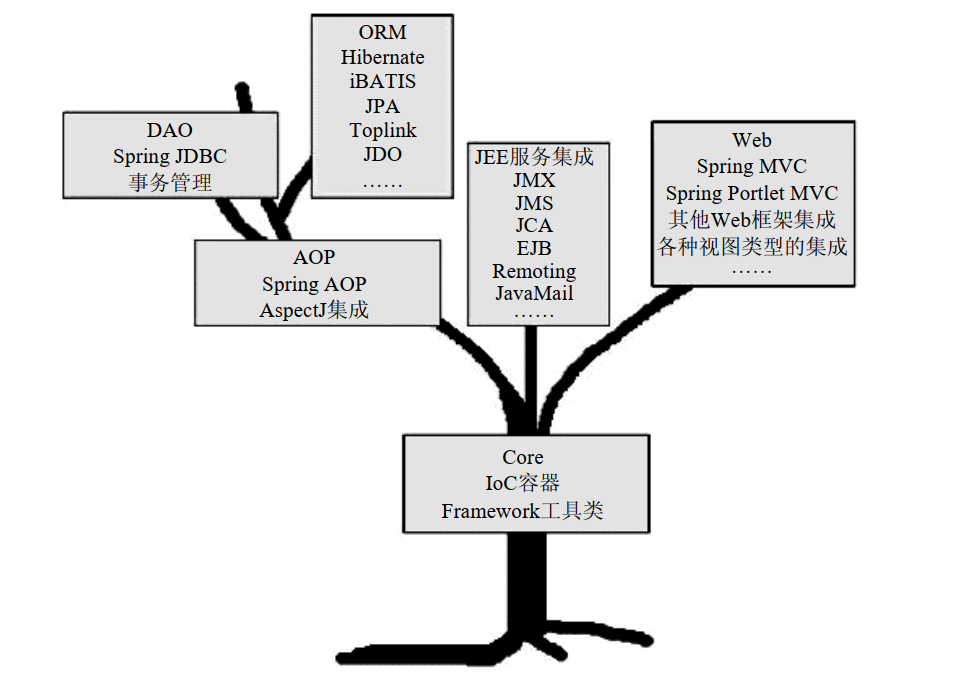 ORM
Hibernate
iBATIS
JPA
Toplink
JDO
……
DAO
Spring JDBC
事务管理
JEE服务集成
JMX
JMS
JCA
EJB
Remoting
JavaMail
……
Web
Spring MVC
Spring Portlet MVC
其他Web框架集成
各种视图类型的集成
……
AOP
Spring AOP
AspectJ集成
Core
IoC容器
Framework工具类